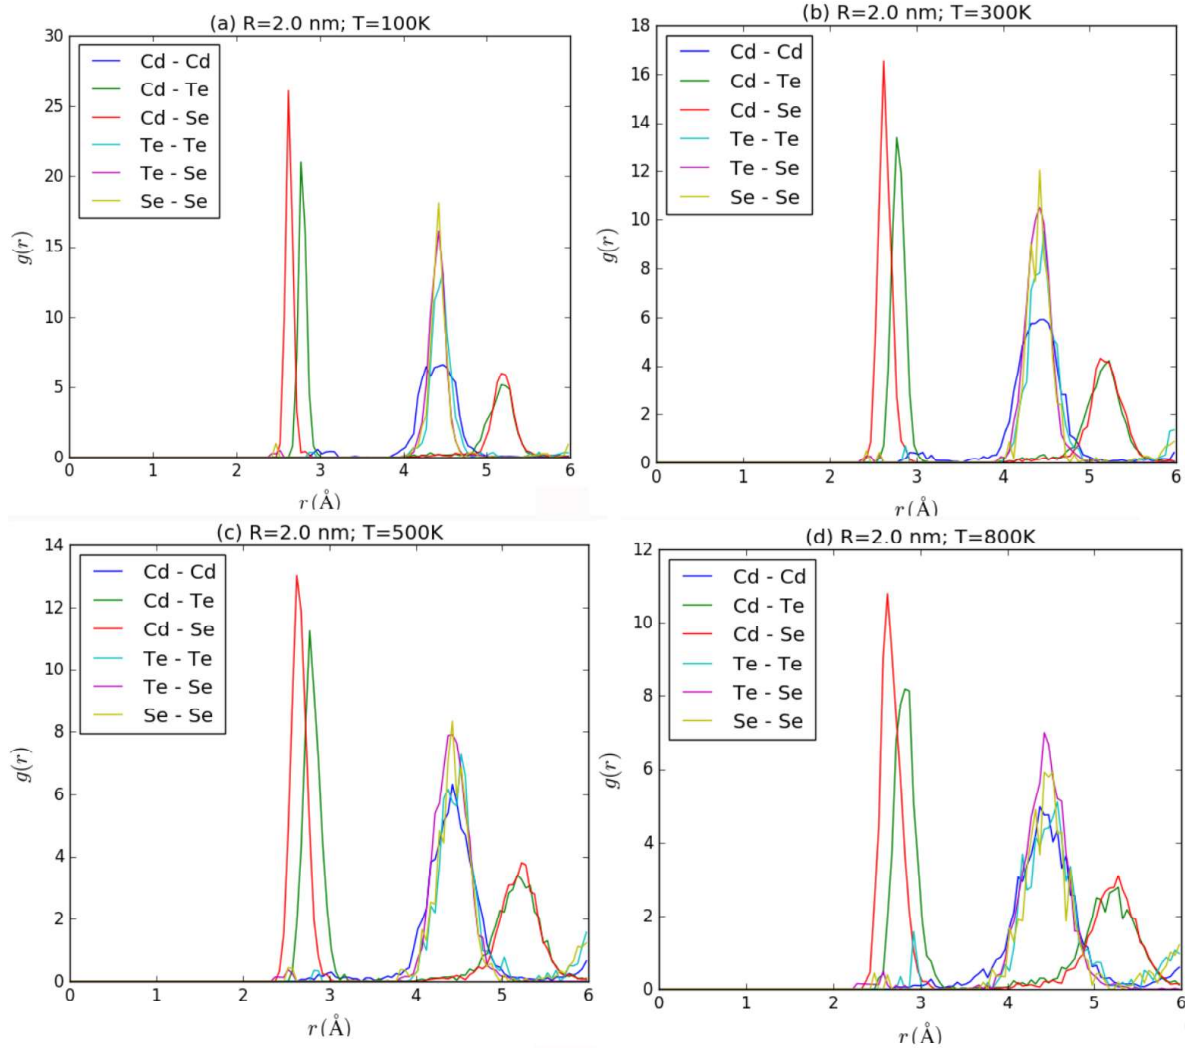 (a) R=2.0 nm; T=100K
30
25
20
15
10
5
0
g(r)
Cd - Cd
Cd - Te
Cd - Se
Te - Te
Te - Se
Se - Se
0 1 2 3 4 5 6
r (Å)
(b) R=2.0 nm; T=300K
18
16
14
12
10
8
6
4
2
0
g(r)
Cd - Cd
Cd - Te
Cd - Se
Te - Te
Te - Se
Se - Se
0 1 2 3 4 5 6
r (Å)
(c) R=2.0 nm; T=500K
14
12
10
8
6
4
2
0
g(r)
Cd - Cd
Cd - Te
Cd - Se
Te - Te
Te - Se
Se - Se
0 1 2 3 4 5 6
r (Å)
(d) R=2.0 nm; T=800K
12
10
8
6
4
2
0
g(r)
Cd - Cd
Cd - Te
Cd - Se
Te - Te
Te - Se
Se - Se
0 1 2 3 4 5 6
r (Å)